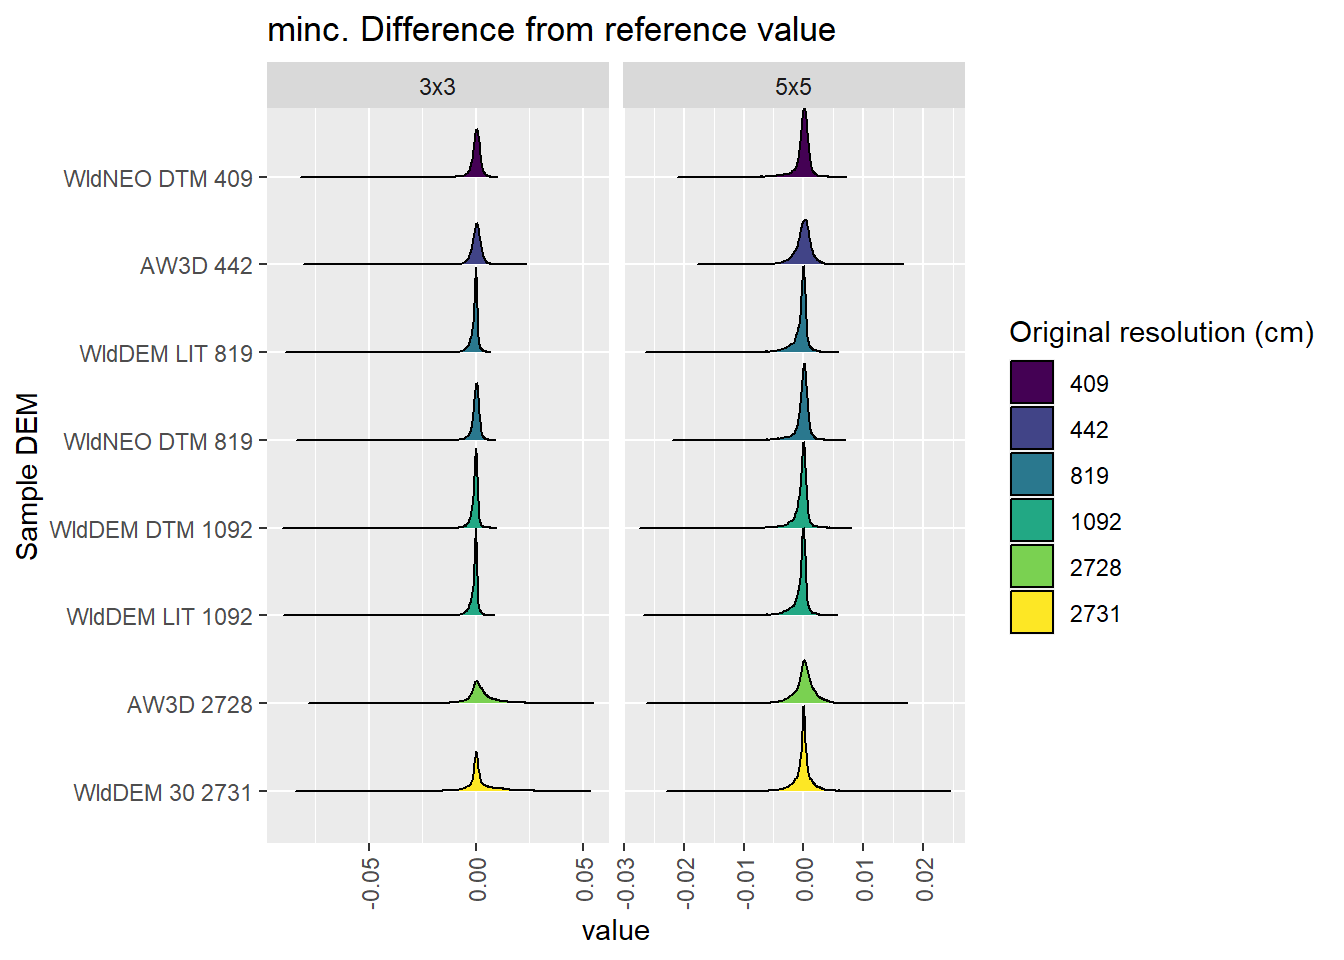 minc. Difference from reference value
3x3
5x5
Sample DEM
WldNEO DTM 409
AW3D 442
WldDEM LIT 819
WldNEO DTM 819
WldDEM DTM 1092
WldDEM LIT 1092
AW3D 2728
WldDEM 30 2731
-0.05
0.00
0.05
-0.03
-0.02
-0.01
0.00
0.01
0.02
value
Original resolution (cm)
409
442
819
1092
2728
2731